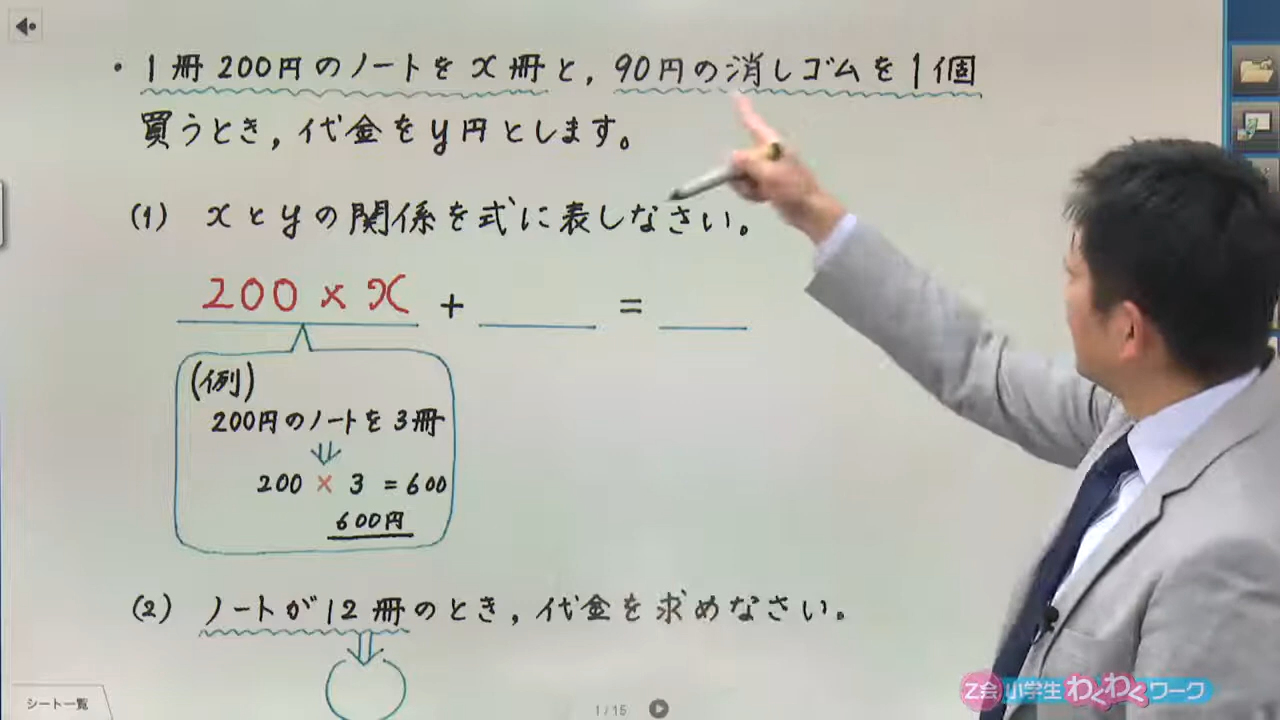 ・1冊200円のノートをx冊と,90円の消しゴムを1個
買うとき,代金をy円とします。
(1) xとyの関係を式に表しなさい。
200 × x + ＿ = ＿
(例)
200円のノートを3冊
⇓
200 × 3 = 600
600円
(2) ノートが12冊のとき,代金を求めなさい。
シート一覧
1 / 15
Z会 小学生 わくわくワーク